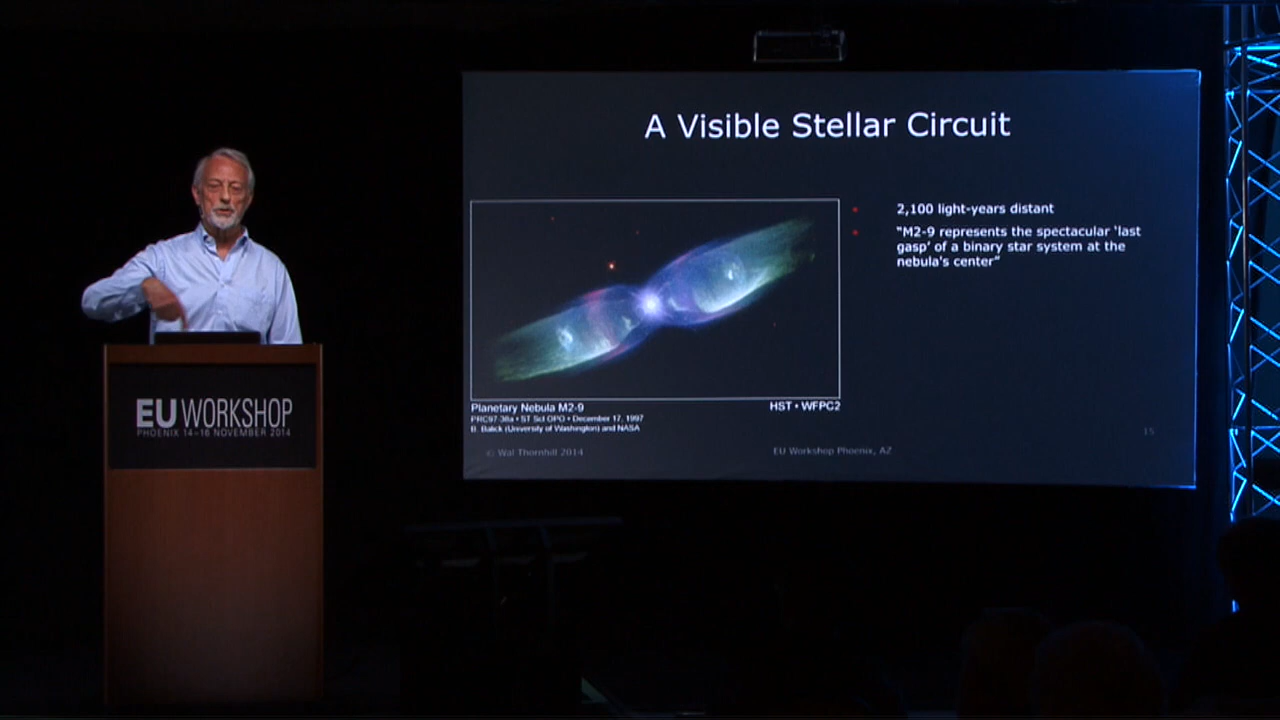 A Visible Stellar Circuit
2,100 light-years distant
"M2-9 represents the spectacular 'last
gasp' of a binary star system at the
nebula's center"
Planetary Nebula M2-9
HST • WFPC2
PRC97-38a • ST ScI OPO • December 17, 1997
B. Balick (University of Washington) and NASA
15
© Wal Thornhill 2014
EU Workshop Phoenix, AZ
EU WORKSHOP
PHOENIX 14–16 NOVEMBER 2014